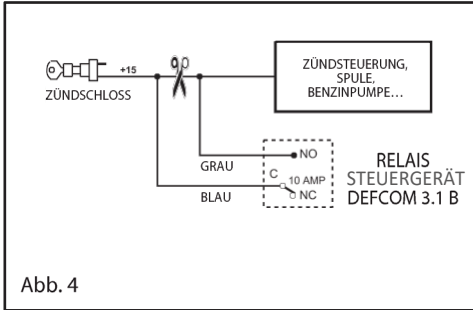 +15
ZÜNDSCHLOSS
ZÜNDSTEUERUNG,
SPULE,
BENZINPUMPE...
NO
GRAU
C
10 AMP
NC
BLAU
RELAIS
STEUERGERÄT
DEFCOM 3.1 B
Abb. 4